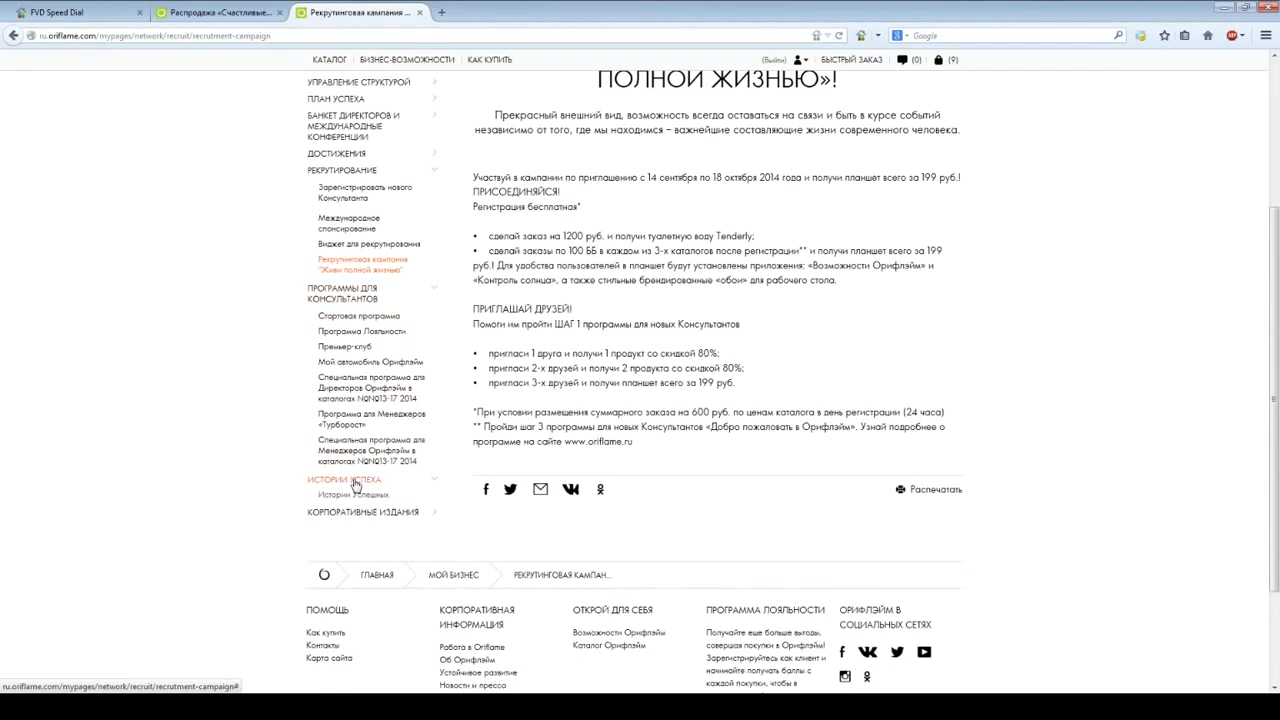 FVD Speed Dial
Распродажа «Счастливые...
Рекрутинговая кампания ...
ru.oriflame.com/mypages/network/recruit/recrutment-campaign
Google
КАТАЛОГ
БИЗНЕС-ВОЗМОЖНОСТИ
КАК КУПИТЬ
(Выйти)
БЫСТРЫЙ ЗАКАЗ
(0)
(9)
УПРАВЛЕНИЕ СТРУКТУРОЙ
ПЛАН УСПЕХА
БАНКЕТ ДИРЕКТОРОВ И
МЕЖДУНАРОДНЫЕ
КОНФЕРЕНЦИИ
ДОСТИЖЕНИЯ
РЕКРУТИРОВАНИЕ
Зарегистрировать нового
Консультанта
Международное
спонсирование
Виджет для рекрутирования
Рекрутинговая кампания
"Живи полной жизнью"
ПРОГРАММЫ ДЛЯ
КОНСУЛЬТАНТОВ
Стартовая программа
Программа Лояльности
Премьер-клуб
Мой автомобиль Орифлэйм
Специальная программа для
Директоров Орифлэйм в
каталогах №№13-17 2014
Программа для Менеджеров
«Турборост»
Специальная программа для
Менеджеров Орифлэйм в
каталогах №№13-17 2014
ИСТОРИИ УСПЕХА
Истории Успешных
КОРПОРАТИВНЫЕ ИЗДАНИЯ
ПОЛНОЙ ЖИЗНЬЮ»!
Прекрасный внешний вид, возможность всегда оставаться на связи и быть в курсе событий
независимо от того, где мы находимся – важнейшие составляющие жизни современного человека.
Участвуй в кампании по приглашению с 14 сентября по 18 октября 2014 года и получи планшет всего за 199 руб.!
ПРИСОЕДИНЯЙСЯ!
Регистрация бесплатная*
• сделай заказ на 1200 руб. и получи туалетную воду Tenderly;
• сделай заказы по 100 ББ в каждом из 3-х каталогов после регистрации** и получи планшет всего за 199
руб.! Для удобства пользователей в планшет будут установлены приложения: «Возможности Орифлэйм» и
«Контроль солнца», а также стильные брендированные «обои» для рабочего стола.
ПРИГЛАШАЙ ДРУЗЕЙ!
Помоги им пройти ШАГ 1 программы для новых Консультантов
• пригласи 1 друга и получи 1 продукт со скидкой 80%;
• пригласи 2-х друзей и получи 2 продукта со скидкой 80%;
• пригласи 3-х друзей и получи планшет всего за 199 руб.
*При условии размещения суммарного заказа на 600 руб. по ценам каталога в день регистрации (24 часа)
** Пройди шаг 3 программы для новых Консультантов «Добро пожаловать в Орифлэйм». Узнай подробнее о
программе на сайте www.oriflame.ru
Распечатать
ГЛАВНАЯ
МОЙ БИЗНЕС
РЕКРУТИНГОВАЯ КАМПАН...
ПОМОЩЬ
Как купить
Контакты
Карта сайта
КОРПОРАТИВНАЯ
ИНФОРМАЦИЯ
Работа в Oriflame
Об Орифлэйм
Устойчивое развитие
Новости и пресса
ОТКРОЙ ДЛЯ СЕБЯ
Возможности Орифлэйм
Каталог Орифлэйм
ПРОГРАММА ЛОЯЛЬНОСТИ
Получайте еще больше выгоды,
совершая покупки в Орифлэйм!
Зарегистрируйтесь как клиент и
начинайте получать баллы с
каждой покупки, чтобы в
ОРИФЛЭЙМ В
СОЦИАЛЬНЫХ СЕТЯХ
ru.oriflame.com/mypages/network/recruit/recrutment-campaign#